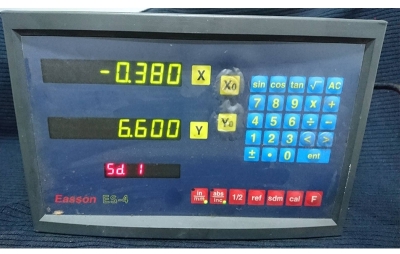 -0.380 X X₀
sin cos tan √ AC
7 8 9 × +
6.600 Y Y₀
4 5 6 ÷ -
1 2 3 < >
± • 0 ent
Sd 1
Easson ES-4
in/mm abs/inc 1/2 ref sdm cal F